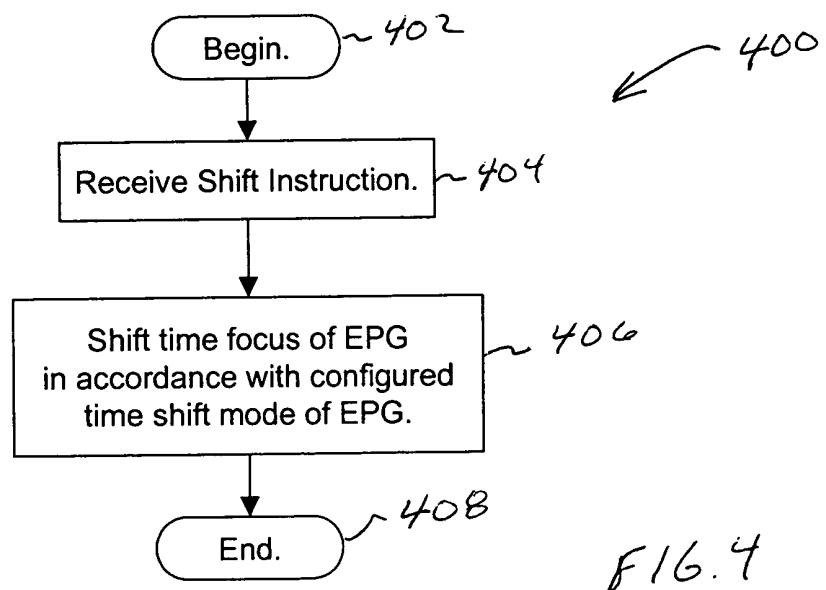 Begin.
402
400
Receive Shift Instruction.
404
Shift time focus of EPG
in accordance with configured
time shift mode of EPG.
406
End.
408
FIG. 4